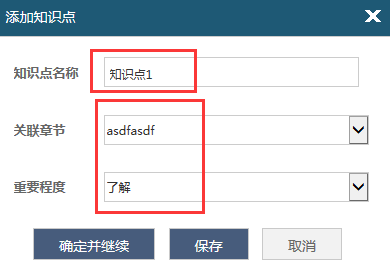 添加知识点
知识点名称 知识点1
关联章节 asdfasdf
重要程度 了解
确定并继续 保存 取消